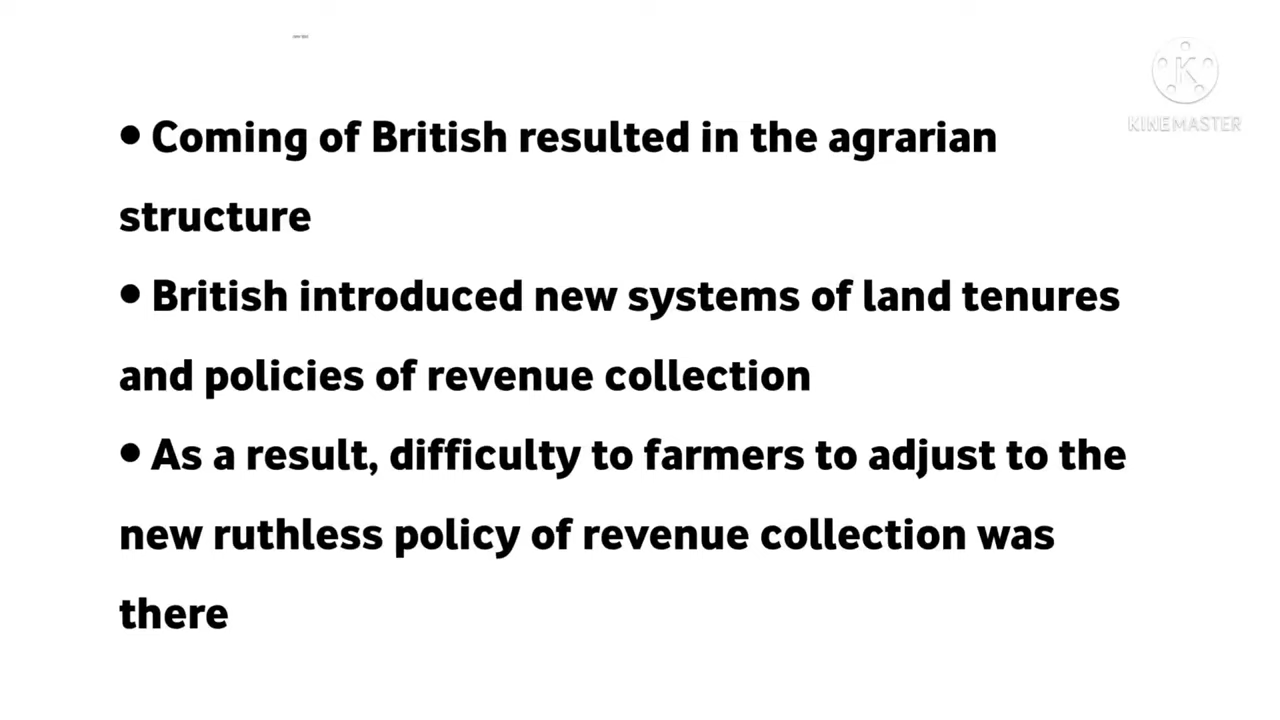 KINEMASTER
• Coming of British resulted in the agrarian
structure
• British introduced new systems of land tenures
and policies of revenue collection
• As a result, difficulty to farmers to adjust to the
new ruthless policy of revenue collection was
there